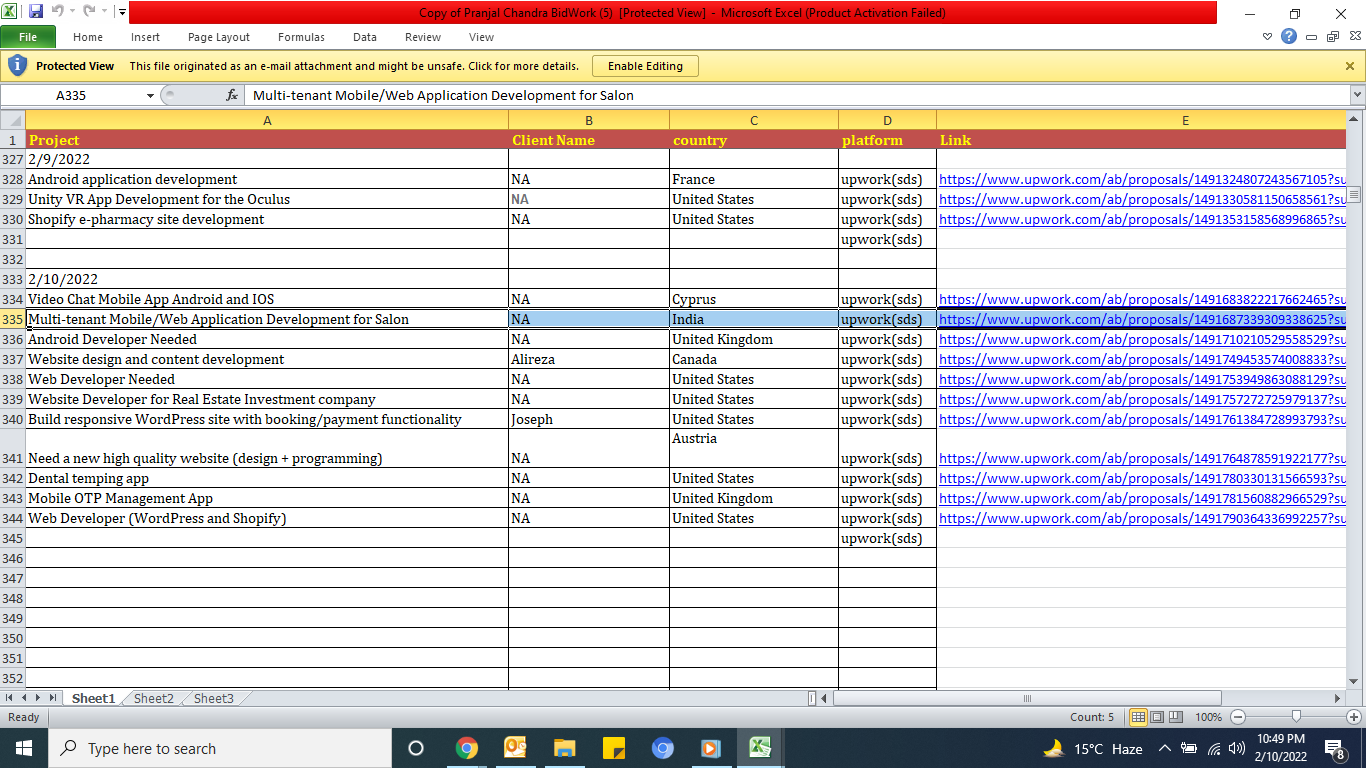 Copy of Pranjal Chandra BidWork (5) [Protected View] - Microsoft Excel (Product Activation Failed)
File Home Insert Page Layout Formulas Data Review View
Protected View This file originated as an e-mail attachment and might be unsafe. Click for more details. Enable Editing
A335 fx Multi-tenant Mobile/Web Application Development for Salon
A B C D E
1 Project Client Name country platform Link
327 2/9/2022
328 Android application development NA France upwork(sds) https://www.upwork.com/ab/proposals/1491324807243567105?su
329 Unity VR App Development for the Oculus NA United States upwork(sds) https://www.upwork.com/ab/proposals/1491330581150658561?su
330 Shopify e-pharmacy site development NA United States upwork(sds) https://www.upwork.com/ab/proposals/1491353158568996865?su
331 upwork(sds)
332
333 2/10/2022
334 Video Chat Mobile App Android and IOS NA Cyprus upwork(sds) https://www.upwork.com/ab/proposals/1491683822217662465?su
335 Multi-tenant Mobile/Web Application Development for Salon NA India upwork(sds) https://www.upwork.com/ab/proposals/1491687339309338625?su
336 Android Developer Needed NA United Kingdom upwork(sds) https://www.upwork.com/ab/proposals/1491710210529558529?su
337 Website design and content development Alireza Canada upwork(sds) https://www.upwork.com/ab/proposals/1491749453574008833?su
338 Web Developer Needed NA United States upwork(sds) https://www.upwork.com/ab/proposals/1491753949863088129?su
339 Website Developer for Real Estate Investment company NA United States upwork(sds) https://www.upwork.com/ab/proposals/1491757272725979137?su
340 Build responsive WordPress site with booking/payment functionality Joseph United States upwork(sds) https://www.upwork.com/ab/proposals/1491761384728993793?su
Austria
341 Need a new high quality website (design + programming) NA upwork(sds) https://www.upwork.com/ab/proposals/1491764878591922177?su
342 Dental temping app NA United States upwork(sds) https://www.upwork.com/ab/proposals/1491780330131566593?su
343 Mobile OTP Management App NA United Kingdom upwork(sds) https://www.upwork.com/ab/proposals/1491781560882966529?su
344 Web Developer (WordPress and Shopify) NA United States upwork(sds) https://www.upwork.com/ab/proposals/1491790364336992257?su
345 upwork(sds)
346
347
348
349
350
351
352
Sheet1 Sheet2 Sheet3
Ready Count: 5 100%
Type here to search 15°C Haze 10:49 PM
2/10/2022 8